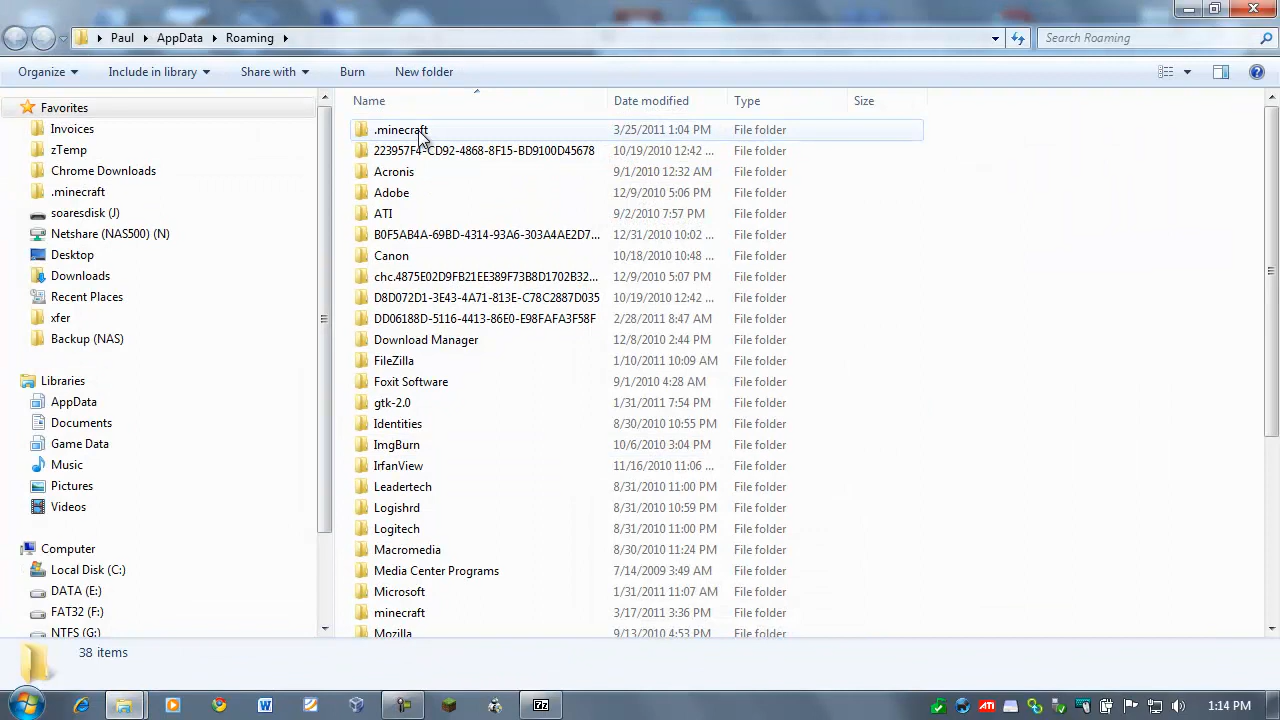 Paul AppData Roaming Search Roaming
Organize Include in library Share with Burn New folder
Favorites
Invoices
zTemp
Chrome Downloads
.minecraft
soaresdisk (J)
Netshare (NAS500) (N)
Desktop
Downloads
Recent Places
xfer
Backup (NAS)
Libraries
AppData
Documents
Game Data
Music
Pictures
Videos
Computer
Local Disk (C:)
DATA (E:)
FAT32 (F:)
NTFS (G:)
Name Date modified Type Size
.minecraft 3/25/2011 1:04 PM File folder
223957F4-CD92-4868-8F15-BD9100D45678 10/19/2010 12:42 ... File folder
Acronis 9/1/2010 12:32 AM File folder
Adobe 12/9/2010 5:06 PM File folder
ATI 9/2/2010 7:57 PM File folder
B0F5AB4A-69BD-4314-93A6-303A4AE2D7... 12/31/2010 10:02 ... File folder
Canon 10/18/2010 10:48 ... File folder
chc.4875E02D9FB21EE389F73B8D1702B32... 12/9/2010 5:07 PM File folder
D8D072D1-3E43-4A71-813E-C78C2887D035 10/19/2010 12:42 ... File folder
DD06188D-5116-4413-86E0-E98FAFA3F58F 2/28/2011 8:47 AM File folder
Download Manager 12/8/2010 2:44 PM File folder
FileZilla 1/10/2011 10:09 AM File folder
Foxit Software 9/1/2010 4:28 AM File folder
gtk-2.0 1/31/2011 7:54 PM File folder
Identities 8/30/2010 10:55 PM File folder
ImgBurn 10/6/2010 3:04 PM File folder
IrfanView 11/16/2010 11:06 ... File folder
Leadertech 8/31/2010 11:00 PM File folder
Logishrd 8/31/2010 10:59 PM File folder
Logitech 8/31/2010 11:00 PM File folder
Macromedia 8/30/2010 11:24 PM File folder
Media Center Programs 7/14/2009 3:49 AM File folder
Microsoft 1/31/2011 11:07 AM File folder
minecraft 3/17/2011 3:36 PM File folder
Mozilla 9/13/2010 4:53 PM File folder
38 items
ATI 1:14 PM